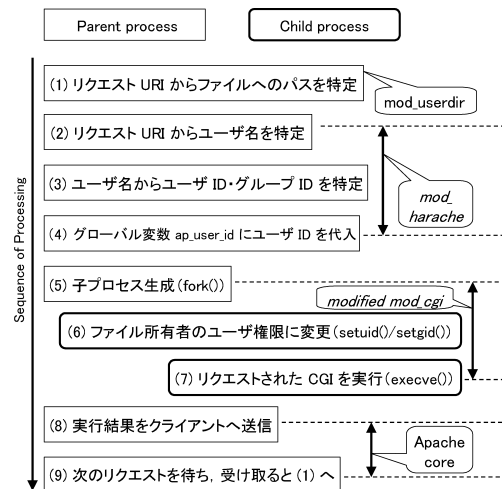 Parent process
Child process
Sequence of Processing
(1) リクエスト URI からファイルへのパスを特定
mod_userdir
(2) リクエスト URI からユーザ名を特定
(3) ユーザ名からユーザ ID・グループ ID を特定
mod_
harache
(4) グローバル変数 ap_user_id にユーザ ID を代入
(5) 子プロセス生成(fork())
modified mod_cgi
(6) ファイル所有者のユーザ権限に変更(setuid()/setgid())
(7) リクエストされた CGI を実行(execve())
(8) 実行結果をクライアントへ送信
Apache
core
(9) 次のリクエストを待ち, 受け取ると (1) へ